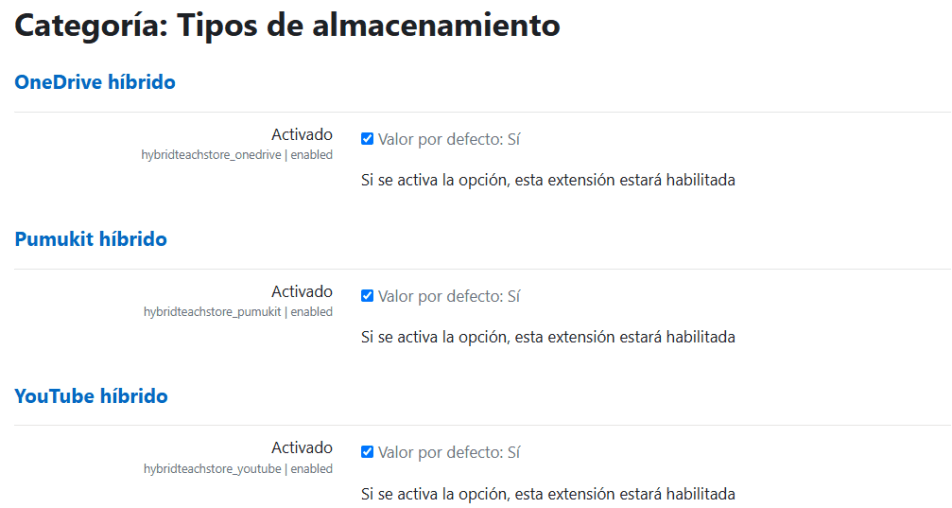 Categoría: Tipos de almacenamiento
OneDrive híbrido
Activado
hybridteachstore_onedrive | enabled
Valor por defecto: Sí
Si se activa la opción, esta extensión estará habilitada
Pumukit híbrido
Activado
hybridteachstore_pumukit | enabled
Valor por defecto: Sí
Si se activa la opción, esta extensión estará habilitada
YouTube híbrido
Activado
hybridteachstore_youtube | enabled
Valor por defecto: Sí
Si se activa la opción, esta extensión estará habilitada